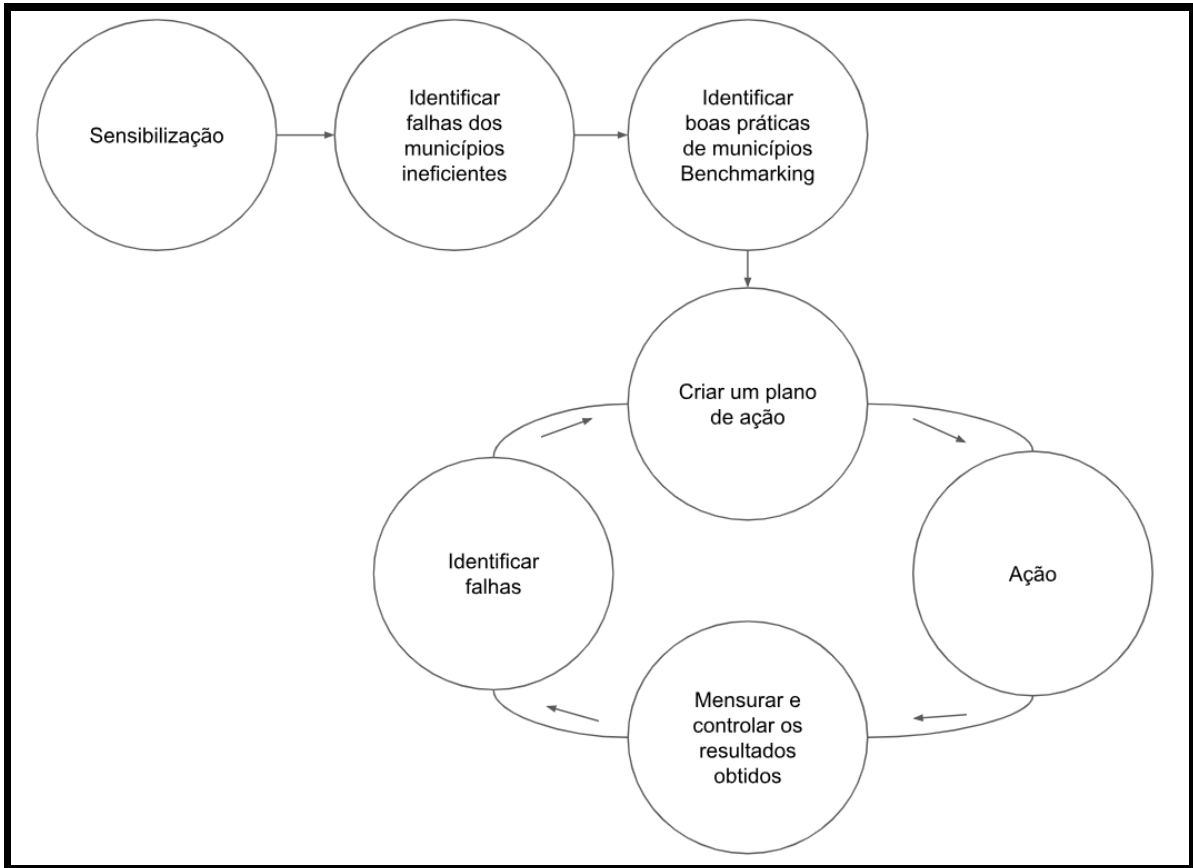 Sensibilização
Identificar
falhas dos
municípios
ineficientes
Identificar
boas práticas
de municípios
Benchmarking
Criar um plano
de ação
Ação
Mensurar e
controlar os
resultados
obtidos
Identificar
falhas